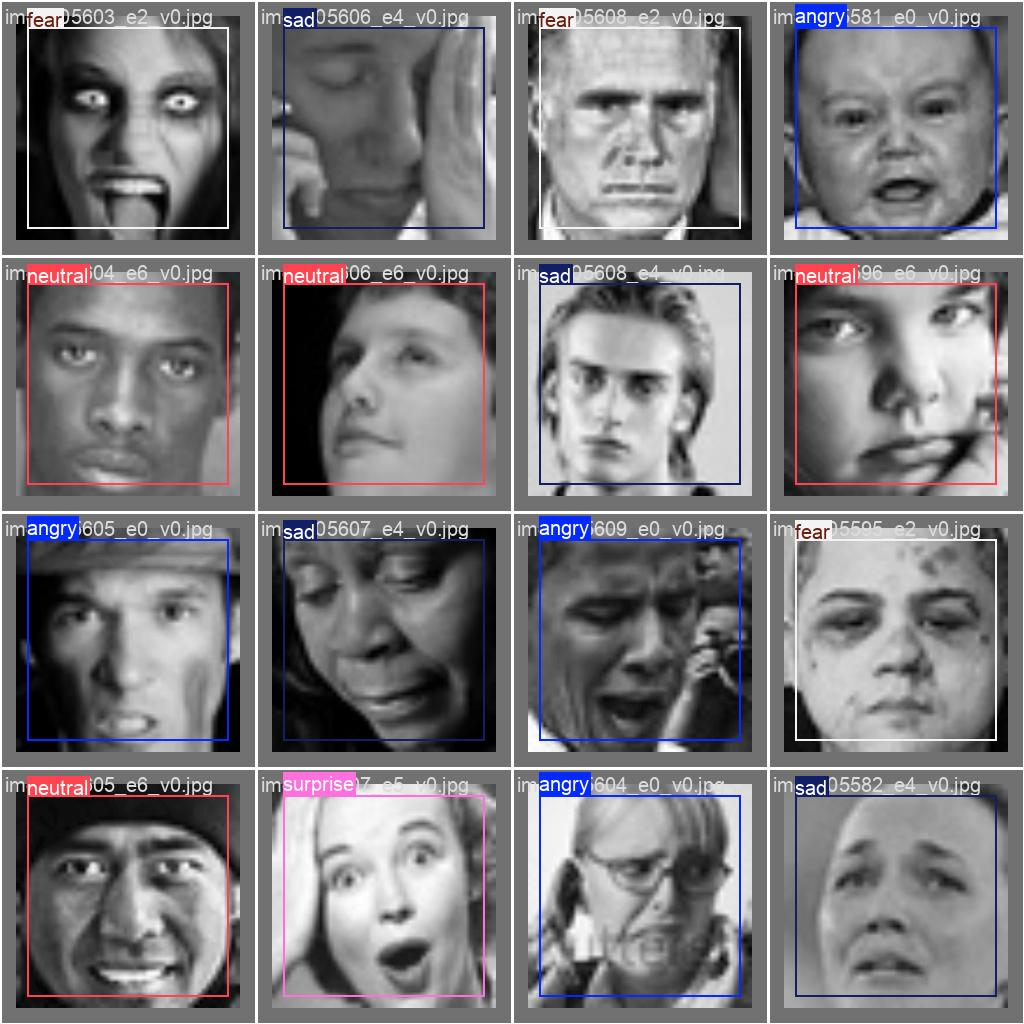 fear 05603_e2_v0.jpg
sad 05606_e4_v0.jpg
fear 05608_e2_v0.jpg
angry 581_e0_v0.jpg
neutral 04_e6_v0.jpg
neutral 06_e6_v0.jpg
sad 05608_e4_v0.jpg
neutral 96_e6_v0.jpg
angry 605_e0_v0.jpg
sad 05607_e4_v0.jpg
angry 609_e0_v0.jpg
fear 05595_e2_v0.jpg
neutral 05_e6_v0.jpg
surprise 7_e5_v0.jpg
angry 604_e0_v0.jpg
sad 05582_e4_v0.jpg